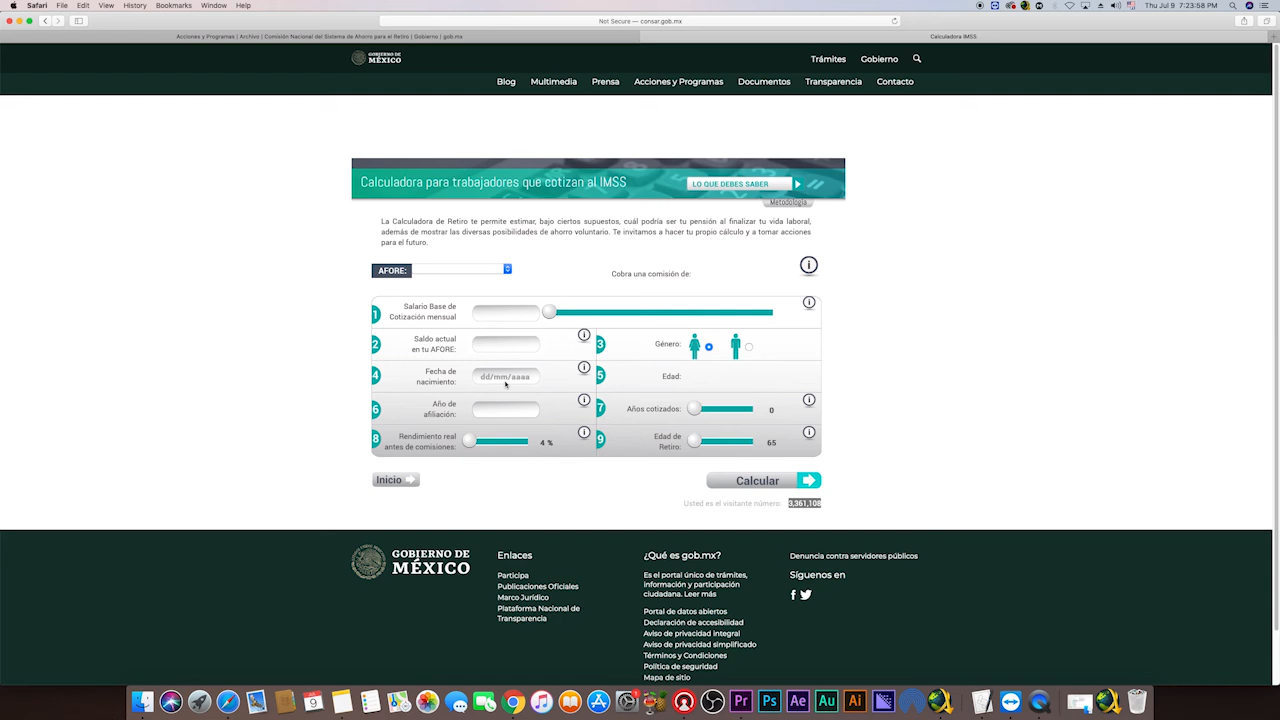 Safari File Edit View History Bookmarks Window Help
Thu Jul 9 7:23:58 PM
Not Secure — consar.gob.mx
Acciones y Programas | Archivo | Comisión Nacional del Sistema de Ahorro para el Retiro | Gobierno | gob.mx
Calculadora IMSS
GOBIERNO DE
MÉXICO
Trámites Gobierno
Blog Multimedia Prensa Acciones y Programas Documentos Transparencia Contacto
Calculadora para trabajadores que cotizan al IMSS
LO QUE DEBES SABER
Metodología
La Calculadora de Retiro te permite estimar, bajo ciertos supuestos, cuál podría ser tu pensión al finalizar tu vida laboral,
además de mostrar las diversas posibilidades de ahorro voluntario. Te invitamos a hacer tu propio cálculo y a tomar acciones
para el futuro.
AFORE:
Cobra una comisión de:
i
1 Salario Base de
Cotización mensual
i
2 Saldo actual
en tu AFORE:
i
3 Género:
4 Fecha de
nacimiento:
dd/mm/aaaa
i
5 Edad:
6 Año de
afiliación:
i
7 Años cotizados: 0
i
8 Rendimiento real
antes de comisiones:
4 %
i
9 Edad de
Retiro:
65
i
Inicio
Calcular
Usted es el visitante número: 3,361,108
GOBIERNO DE
MÉXICO
Enlaces
Participa
Publicaciones Oficiales
Marco Jurídico
Plataforma Nacional de
Transparencia
¿Qué es gob.mx?
Es el portal único de trámites,
información y participación
ciudadana. Leer más
Portal de datos abiertos
Declaración de accesibilidad
Aviso de privacidad integral
Aviso de privacidad simplificado
Términos y Condiciones
Política de seguridad
Mapa de sitio
Denuncia contra servidores públicos
Síguenos en
9
1
Pr Ps Ae Au Ai